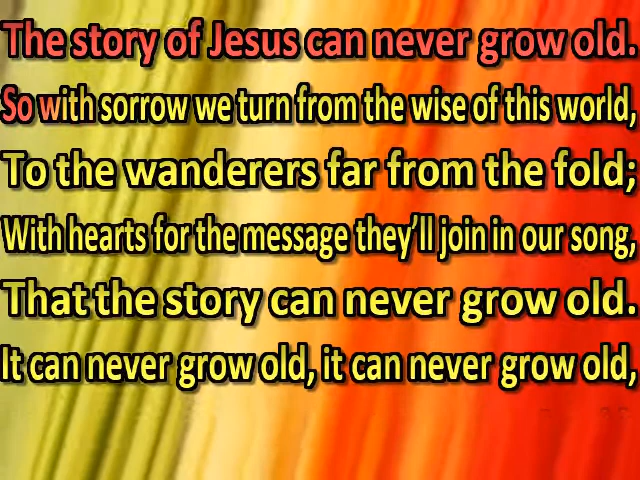 The story of Jesus can never grow old.
So with sorrow we turn from the wise of this world,
To the wanderers far from the fold;
With hearts for the message they’ll join in our song,
That the story can never grow old.
It can never grow old, it can never grow old,